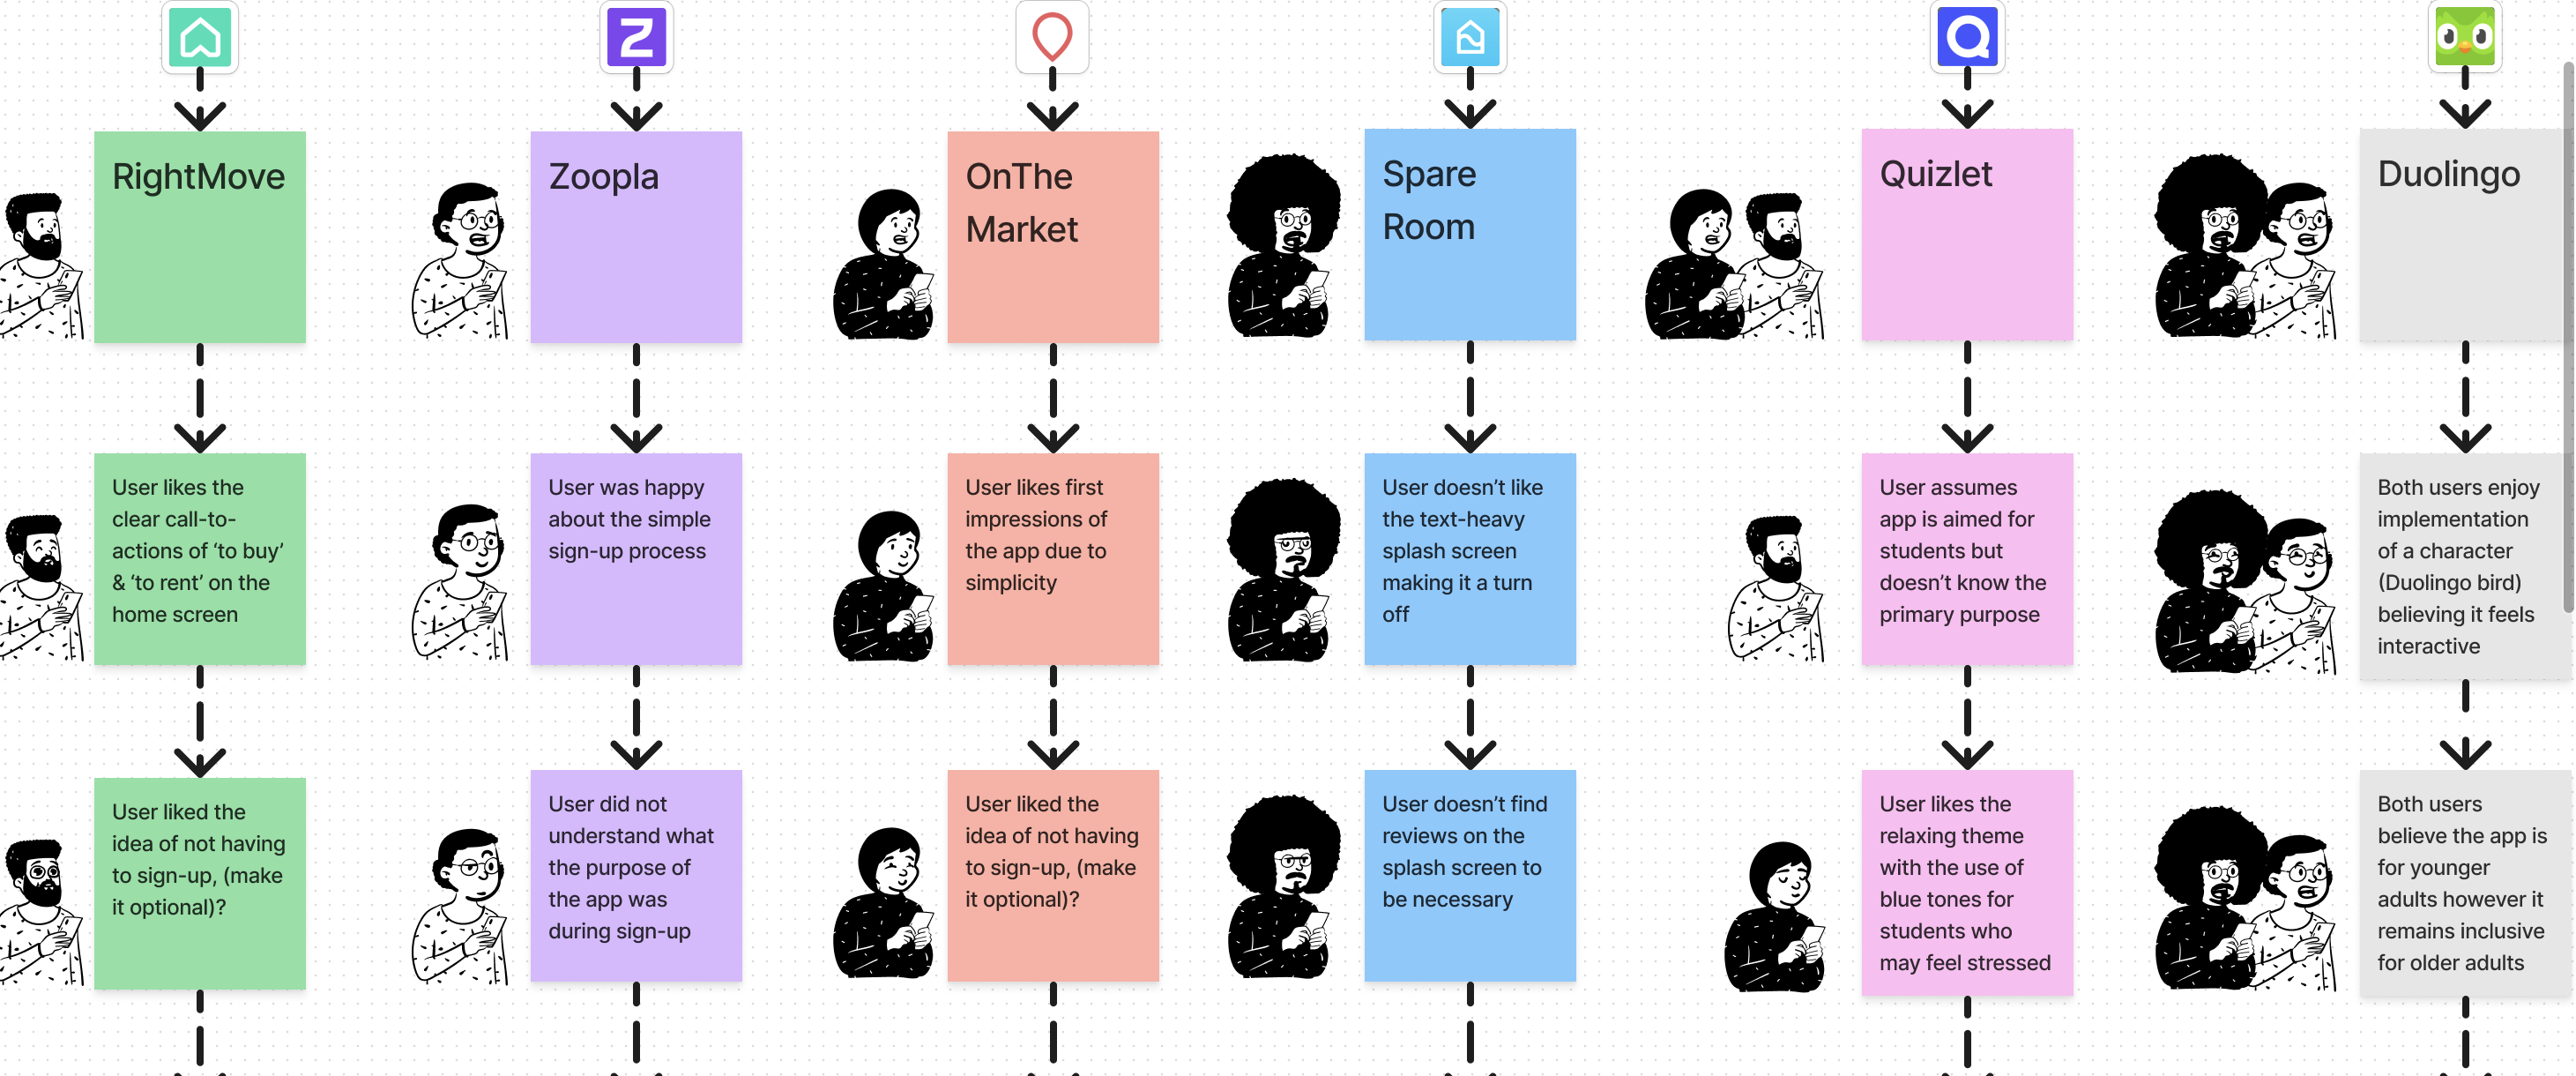 RightMove
User likes the
clear call-to-
actions of ‘to buy’
& ‘to rent’ on the
home screen
User liked the
idea of not having
to sign-up, (make
it optional)?
Zoopla
User was happy
about the simple
sign-up process
User did not
understand what
the purpose of
the app was
during sign-up
OnThe
Market
User likes first
impressions of
the app due to
simplicity
User liked the
idea of not having
to sign-up, (make
it optional)?
Spare
Room
User doesn’t like
the text-heavy
splash screen
making it a turn
off
User doesn’t find
reviews on the
splash screen to
be necessary
Quizlet
User assumes
app is aimed for
students but
doesn’t know the
primary purpose
User likes the
relaxing theme
with the use of
blue tones for
students who
may feel stressed
Duolingo
Both users enjoy
implementation
of a character
(Duolingo bird)
believing it feels
interactive
Both users
believe the app is
for younger
adults however it
remains inclusive
for older adults